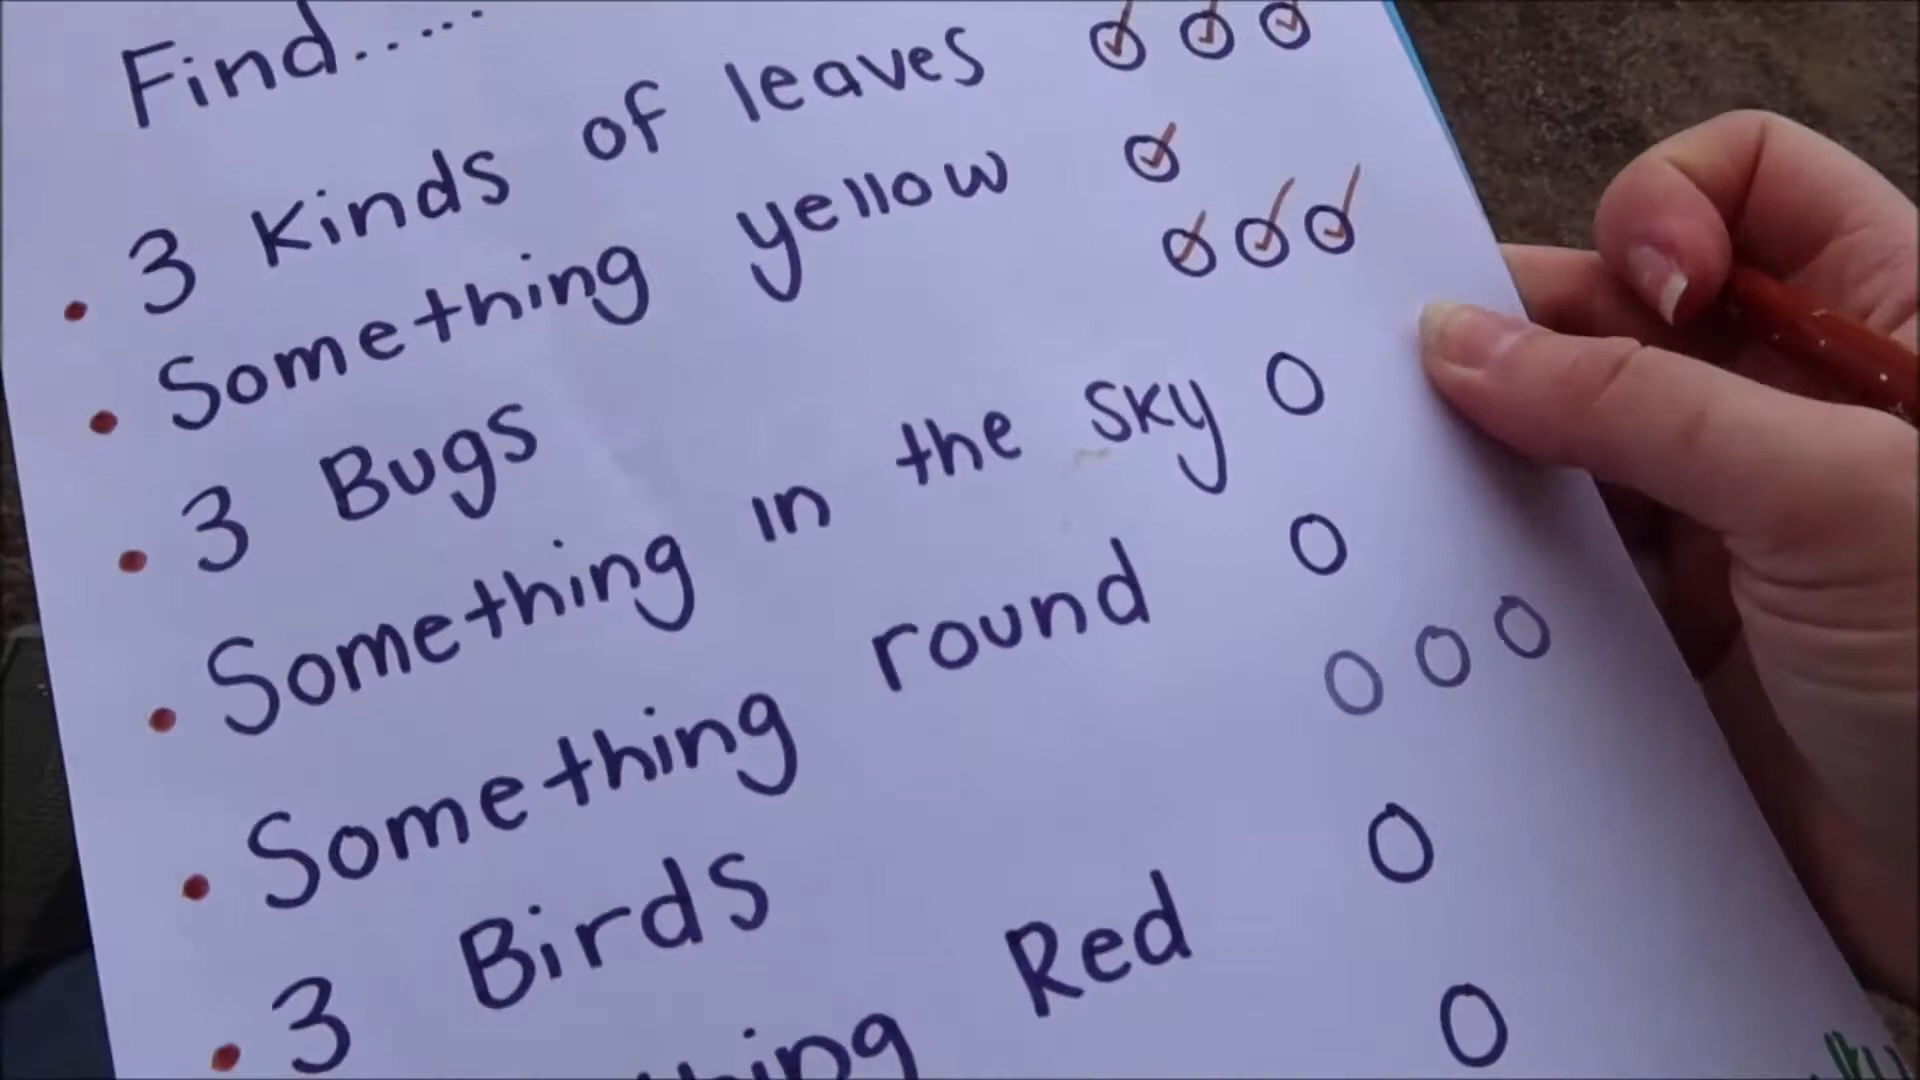 Find.....
• 3 Kinds of leaves
• Something yellow
• 3 Bugs
• Something in the sky
• Something round
• 3 Birds
Red